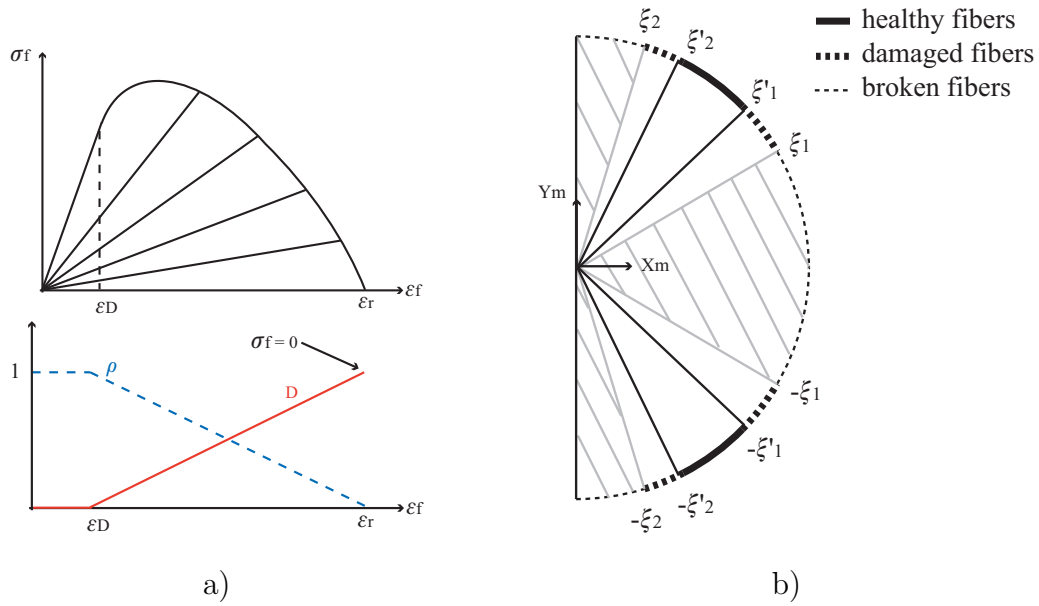 σf
εD
εr
εf
1
ρ
D
σf = 0
εD
εr
εf
a)
ξ2
ξ'2
ξ'1
ξ1
Ym
Xm
-ξ1
-ξ'1
-ξ'2
-ξ2
healthy fibers
damaged fibers
broken fibers
b)